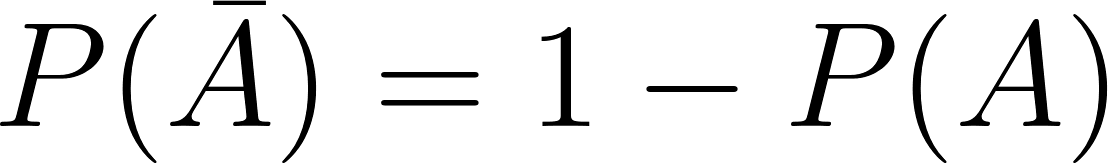 P(Ā) = 1 − P(A)